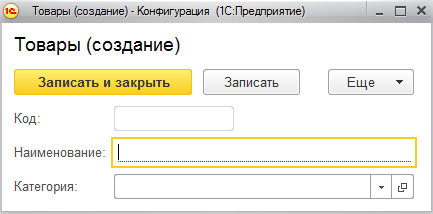 Товары (создание) - Конфигурация (1С:Предприятие)
Товары (создание)
Записать и закрыть Записать Еще
Код:
Наименование:
Категория: